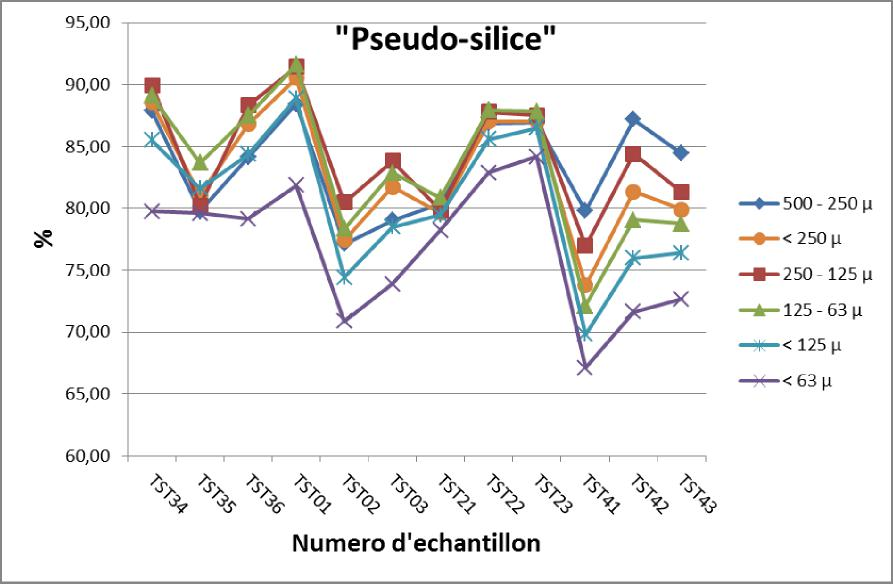 "Pseudo-silice"
95,00
90,00
85,00
80,00
75,00
70,00
65,00
60,00
%
TST34
TST35
TST36
TST01
TST02
TST03
TST21
TST22
TST23
TST41
TST42
TST43
Numero d'echantillon
500 - 250 µ
< 250 µ
250 - 125 µ
125 - 63 µ
< 125 µ
< 63 µ